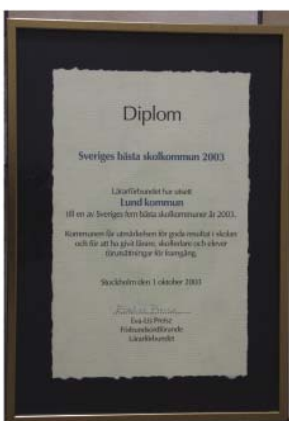 Diplom
Sveriges bästa skolkommun 2003
Lärarförbundet har utsett
Lund kommun
till en av Sveriges fem bästa skolkommuner år 2003.
Kommunen får utmärkelsen för goda resultat i skolan
och för att ha givit lärare, skolledare och elever
förutsättningar för framgång.
Stockholm den 1 oktober 2003
Eva-Lis Preisz
Förbundsordförande
Lärarförbundet